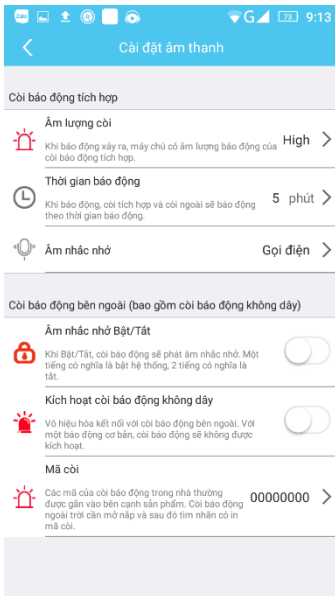 Zalo G 73 9:13
Cài đặt âm thanh
Còi báo động tích hợp
Âm lượng còi
Khi báo động xảy ra, máy chủ có âm lượng báo động của
còi báo động tích hợp.
High
Thời gian báo động
Khi báo động, còi tích hợp và còi ngoài sẽ báo động
theo thời gian báo động.
5 phút
Âm nhắc nhở Gọi điện
Còi báo động bên ngoài (bao gồm còi báo động không dây)
Âm nhắc nhở Bật/Tắt
Khi Bật/Tắt, còi báo động sẽ phát âm nhắc nhở. Một
tiếng có nghĩa là bật hệ thống, 2 tiếng có nghĩa là
tắt.
Kích hoạt còi báo động không dây
Vô hiệu hóa kết nối với còi báo động bên ngoài. Với
một báo động cơ bản, còi báo động sẽ không được
kích hoạt.
Mã còi
Các mã của còi báo động trong nhà thường
được gắn vào bên cạnh sản phẩm. Còi báo động
ngoài trời cần mở nắp và sau đó tìm nhãn có in
mã còi.
00000000